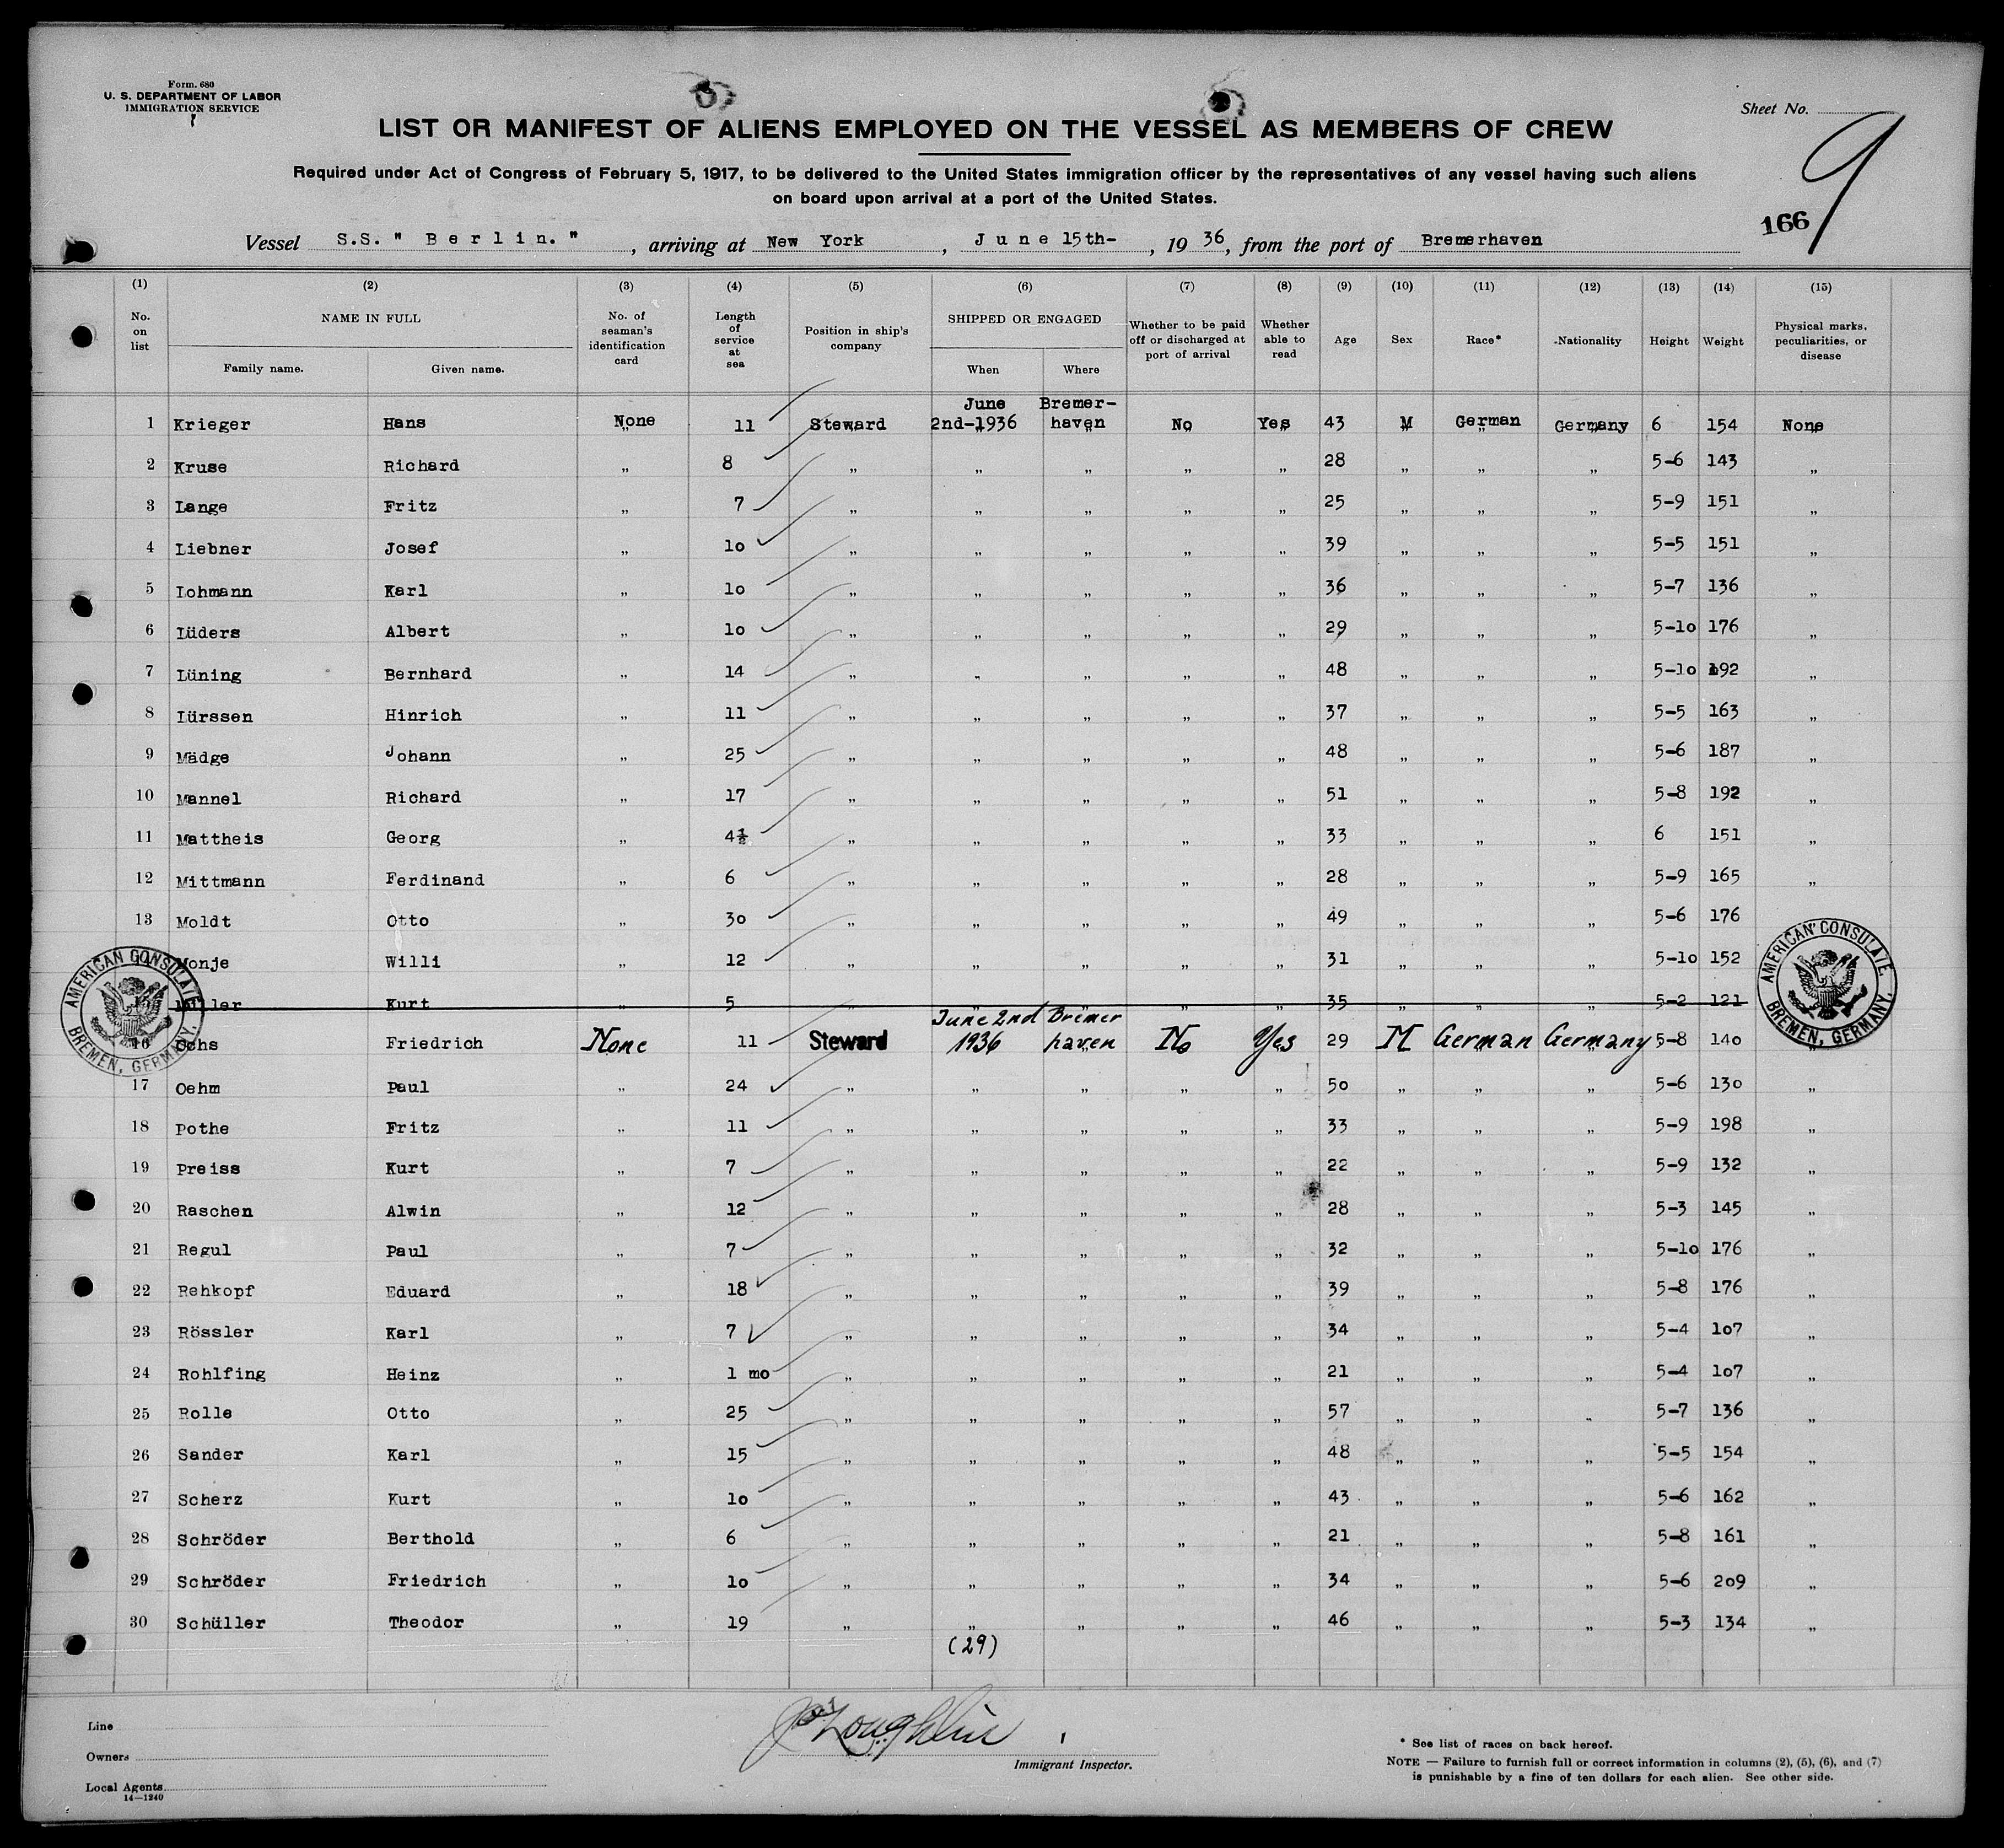 Form 680
U. S. DEPARTMENT OF LABOR
IMMIGRATION SERVICE
Sheet No.
9
LIST OR MANIFEST OF ALIENS EMPLOYED ON THE VESSEL AS MEMBERS OF CREW
Required under Act of Congress of February 5, 1917, to be delivered to the United States immigration officer by the representatives of any vessel having such aliens
on board upon arrival at a port of the United States.
166
Vessel S.S. " B e r l i n. " , arriving at New York , J u n e 15th- , 19 36, from the port of Bremerhaven
(1) (2) (3) (4) (5) (6) (7) (8) (9) (10) (11) (12) (13) (14) (15)
No. on list NAME IN FULL No. of seaman's identification card Length of service at sea Position in ship's company SHIPPED OR ENGAGED Whether to be paid off or discharged at port of arrival Whether able to read Age Sex Race* Nationality Height Weight Physical marks, peculiarities, or disease
Family name. Given name. When Where
1 Krieger Hans None 11 Steward June 2nd-1936 Bremer-haven No Yes 43 M German Germany 6 154 None
2 Kruse Richard „ 8 „ „ „ „ „ 28 „ „ „ 5-6 143 „
3 Lange Fritz „ 7 „ „ „ „ „ 25 „ „ „ 5-9 151 „
4 Liebner Josef „ 10 „ „ „ „ „ 39 „ „ „ 5-5 151 „
5 Lohmann Karl „ 10 „ „ „ „ „ 36 „ „ „ 5-7 136 „
6 Lüders Albert „ 10 „ „ „ „ „ 29 „ „ „ 5-10 176 „
7 Lüning Bernhard „ 14 „ „ „ „ „ 48 „ „ „ 5-10 192 „
8 Lürssen Hinrich „ 11 „ „ „ „ „ 37 „ „ „ 5-5 163 „
9 Mädge Johann „ 25 „ „ „ „ „ 48 „ „ „ 5-6 187 „
10 Mannel Richard „ 17 „ „ „ „ „ 51 „ „ „ 5-8 192 „
11 Mattheis Georg „ 4½ „ „ „ „ „ 33 „ „ „ 6 151 „
12 Mittmann Ferdinand „ 6 „ „ „ „ „ 28 „ „ „ 5-9 165 „
13 Moldt Otto „ 30 „ „ „ „ „ 49 „ „ „ 5-6 176 „
14 Monje Willi „ 12 „ „ „ „ „ 31 „ „ „ 5-10 152 „
15 Kurt „ 5 „ „ „ „ „ 35 „ „ „ 5-2 121
16 Ochs Friedrich None 11 Steward June 2nd 1936 Bremer haven No Yes 29 M German Germany 5-8 140 „
17 Oehm Paul „ 24 „ „ „ „ „ 50 „ „ „ 5-6 130 „
18 Pothe Fritz „ 11 „ „ „ „ „ 33 „ „ „ 5-9 198 „
19 Preiss Kurt „ 7 „ „ „ „ „ 22 „ „ „ 5-9 132 „
20 Raschen Alwin „ 12 „ „ „ „ „ 28 „ „ „ 5-3 145 „
21 Regul Paul „ 7 „ „ „ „ „ 32 „ „ „ 5-10 176 „
22 Rehkopf Eduard „ 18 „ „ „ „ „ 39 „ „ „ 5-8 176 „
23 Rössler Karl „ 7 „ „ „ „ „ 34 „ „ „ 5-4 107 „
24 Rohlfing Heinz „ 1 mo „ „ „ „ „ 21 „ „ „ 5-4 107 „
25 Rolle Otto „ 25 „ „ „ „ „ 57 „ „ „ 5-7 136 „
26 Sander Karl „ 15 „ „ „ „ „ 48 „ „ „ 5-5 154 „
27 Scherz Kurt „ 10 „ „ „ „ „ 43 „ „ „ 5-6 162 „
28 Schröder Berthold „ 6 „ „ „ „ „ 21 „ „ „ 5-8 161 „
29 Schröder Friedrich „ 10 „ „ „ „ „ 34 „ „ „ 5-6 209 „
30 Schüller Theodor „ 19 „ „ „ „ „ 46 „ „ „ 5-3 134 „
(29)
AMERICAN CONSULATE
BREMEN, GERMANY.
AMERICAN CONSULATE
BREMEN, GERMANY.
Line
Owners
Local Agents
14—1240
Immigrant Inspector.
* See list of races on back hereof.
NOTE — Failure to furnish full or correct information in columns (2), (5), (6), and (7)
is punishable by a fine of ten dollars for each alien. See other side.